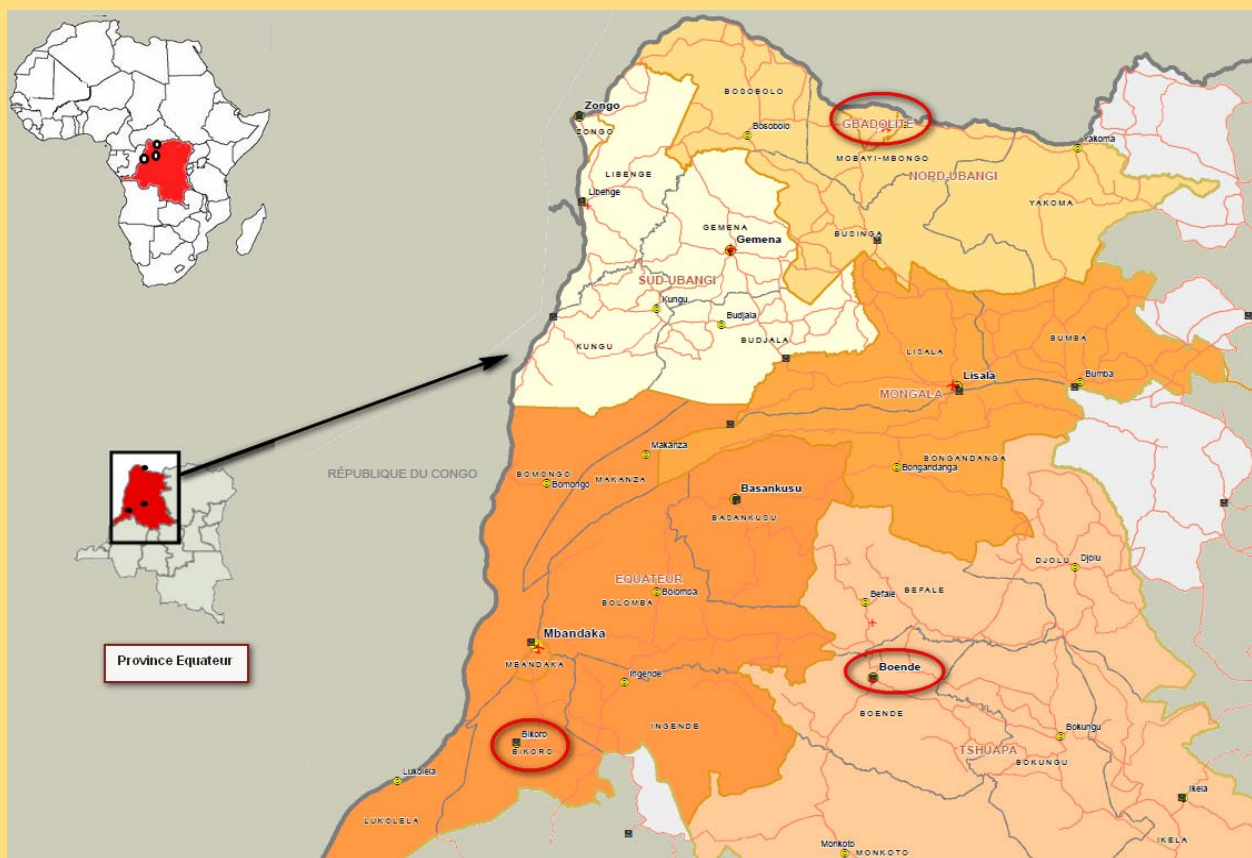 Zongo
ZONGO
BOSOBOLO
Bosobolo
GBADOLITE
MOBAYI-MBONGO
Yakoma
NORD-UBANGI
YAKOMA
LIBENGE
Libenge
GEMENA
Gemena
BUSINGA
SUD-UBANGI
Kungu
Budjala
KUNGU
BUDJALA
LISALA
BUMBA
Lisala
Bumba
MONGALA
RÉPUBLIQUE DU CONGO
Makanza
BOMONGO
Bomongo
MAKANZA
BONGANDANGA
Bongandanga
Basankusu
BASANKUSU
DJOLU
Djolu
EQUATEUR
Bolomba
BOLOMBA
BEFALE
Befale
Mbandaka
MBANDAKA
Province Equateur
Ingende
INGENDE
Boende
BOENDE
Bikoro
BIKORO
Bokungu
TSHUAPA
BOKUNGU
Lukolela
LUKOLELA
Ikela
IKELA
Monkoto
MONKOTO